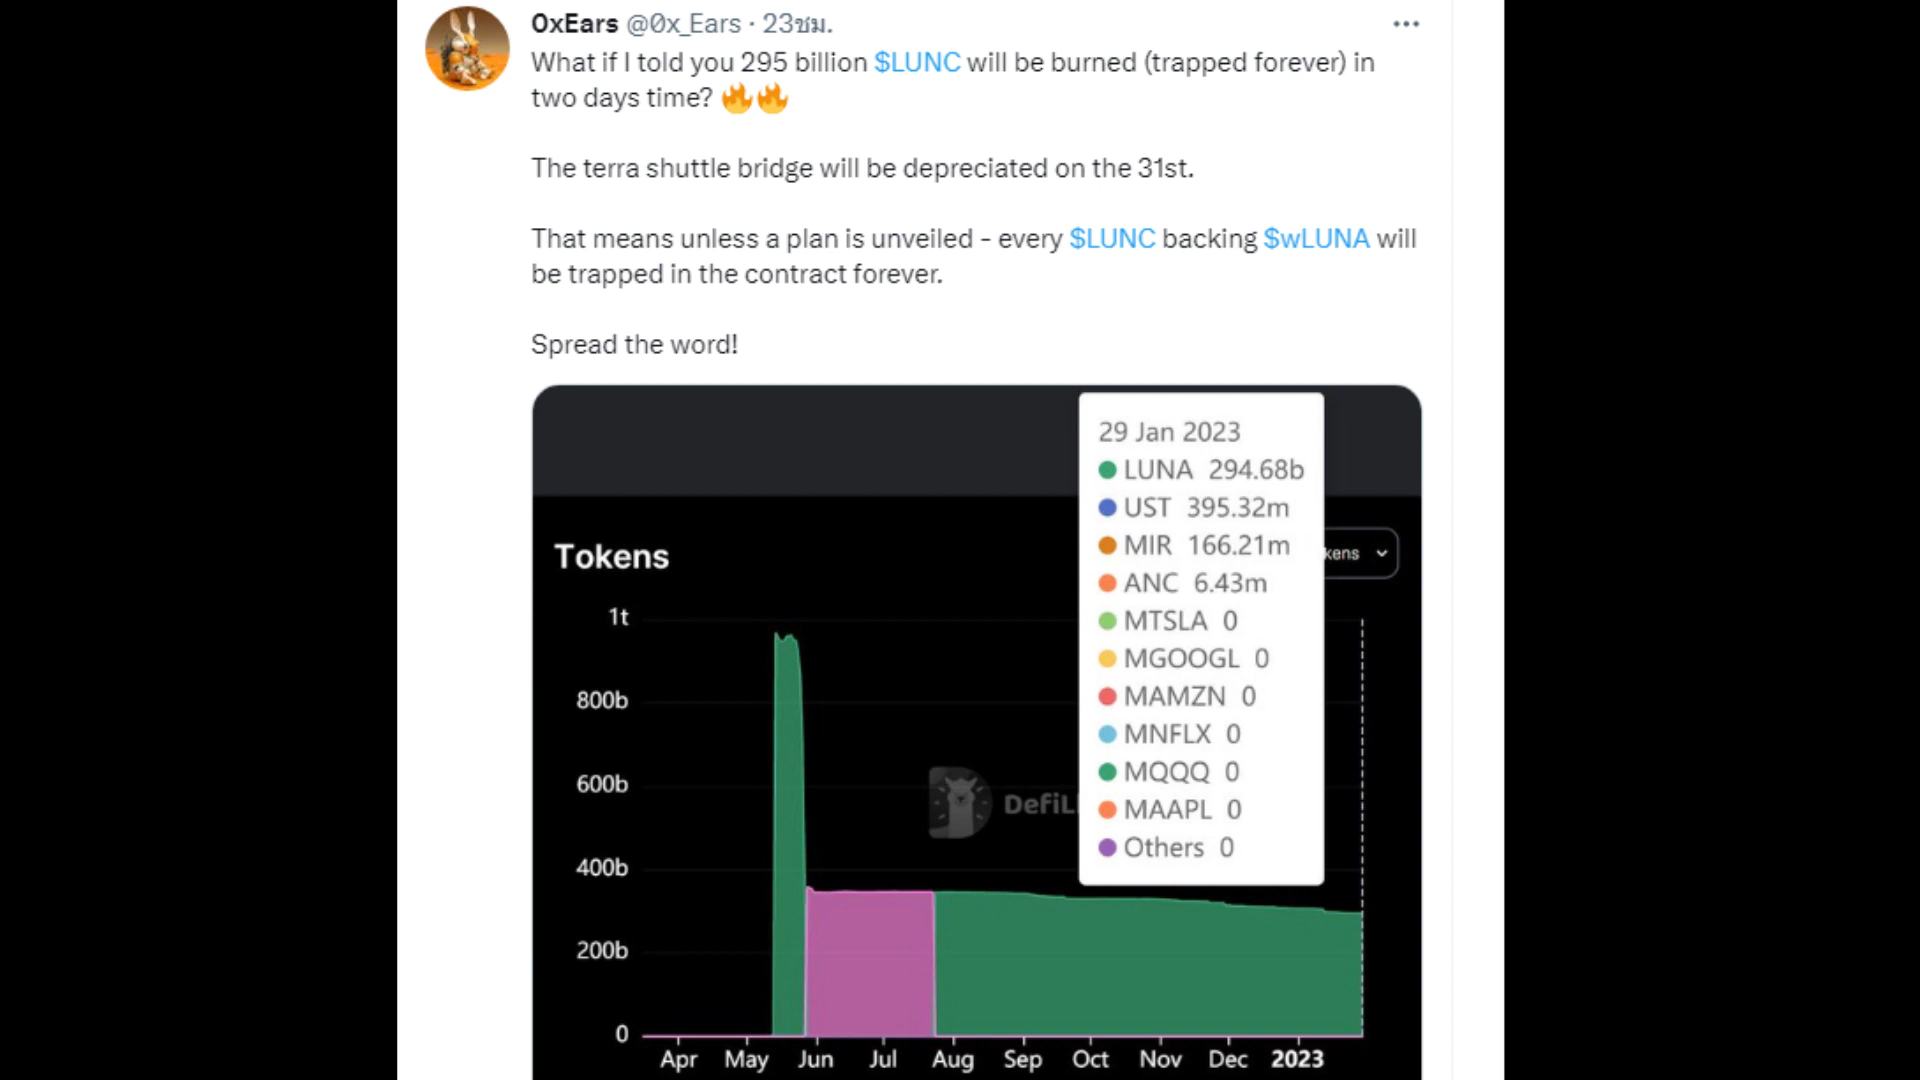 0xEars @0x_Ears · 23ชม.
What if I told you 295 billion $LUNC will be burned (trapped forever) in
two days time? 🔥🔥
The terra shuttle bridge will be depreciated on the 31st.
That means unless a plan is unveiled - every $LUNC backing $wLUNA will
be trapped in the contract forever.
Spread the word!
29 Jan 2023
LUNA 294.68b
UST 395.32m
MIR 166.21m
ANC 6.43m
MTSLA 0
MGOOGL 0
MAMZN 0
MNFLX 0
MQQQ 0
MAAPL 0
Others 0
Tokens
kens
1t
800b
600b
400b
200b
0
DefiL
Apr May Jun Jul Aug Sep Oct Nov Dec 2023